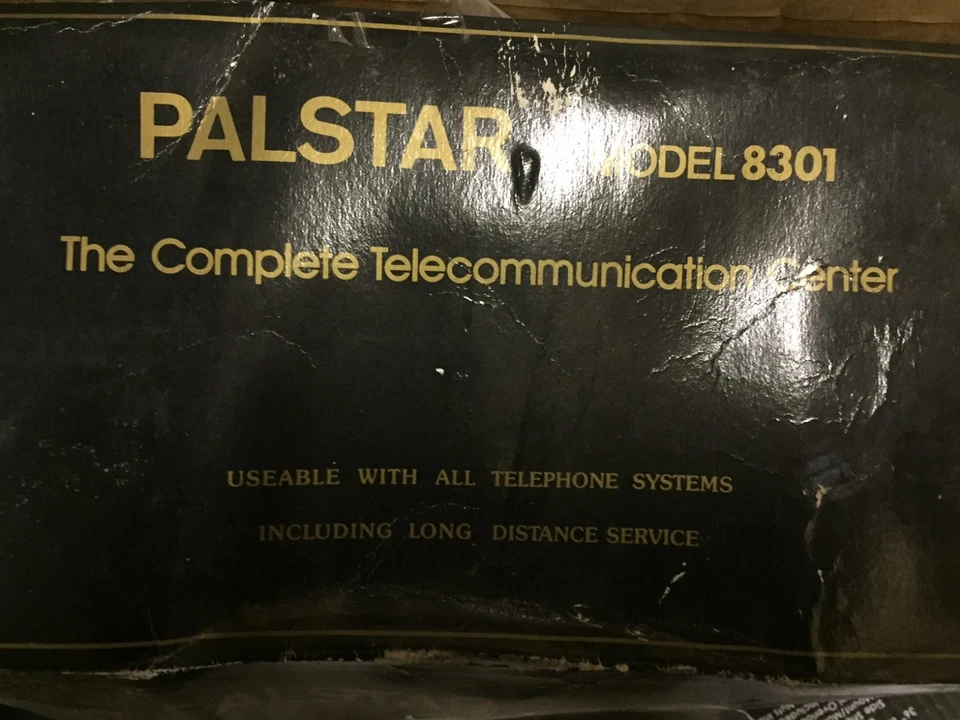 PALSTAR MODEL 8301
The Complete Telecommunication Center
USEABLE WITH ALL TELEPHONE SYSTEMS
INCLUDING LONG DISTANCE SERVICE